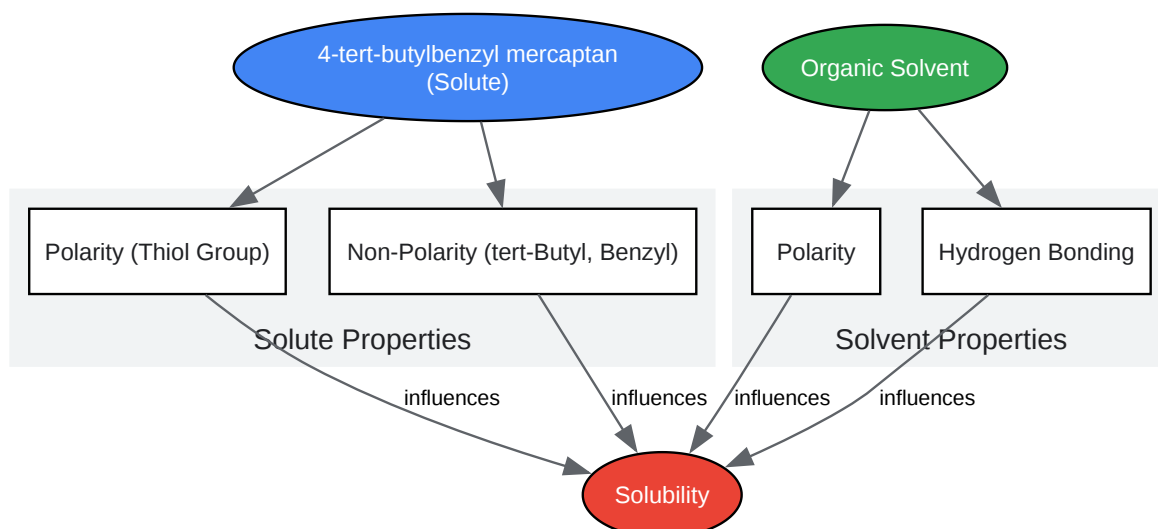 4-tert-butylbenzyl mercaptan
(Solute)
Organic Solvent
Polarity (Thiol Group)
Non-Polarity (tert-Butyl, Benzyl)
Polarity
Hydrogen Bonding
Solute Properties
Solvent Properties
influences
influences
influences
influences
Solubility